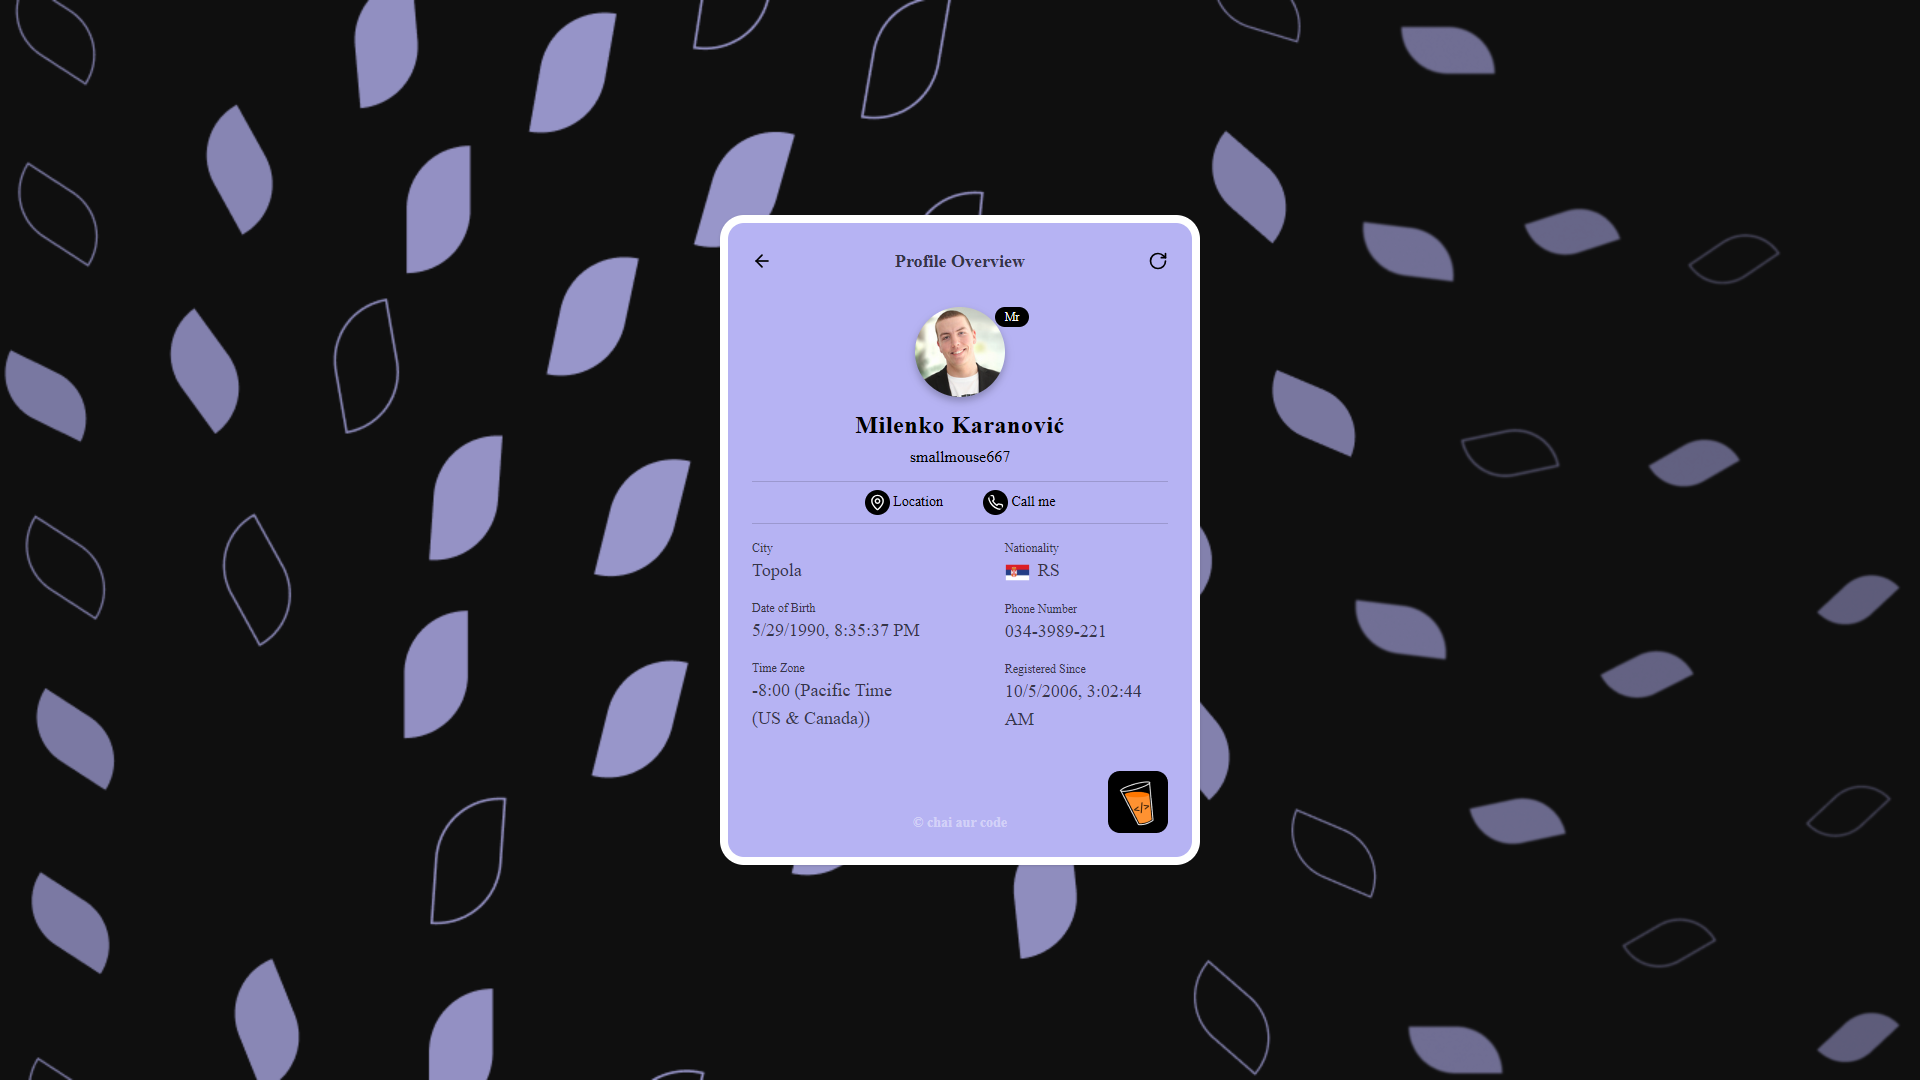 Profile Overview
Mr
Milenko Karanović
smallmouse667
Location
Call me
City
Topola
Nationality
RS
Date of Birth
5/29/1990, 8:35:37 PM
Phone Number
034-3989-221
Time Zone
-8:00 (Pacific Time
(US & Canada))
Registered Since
10/5/2006, 3:02:44
AM
</>
© chai aur code